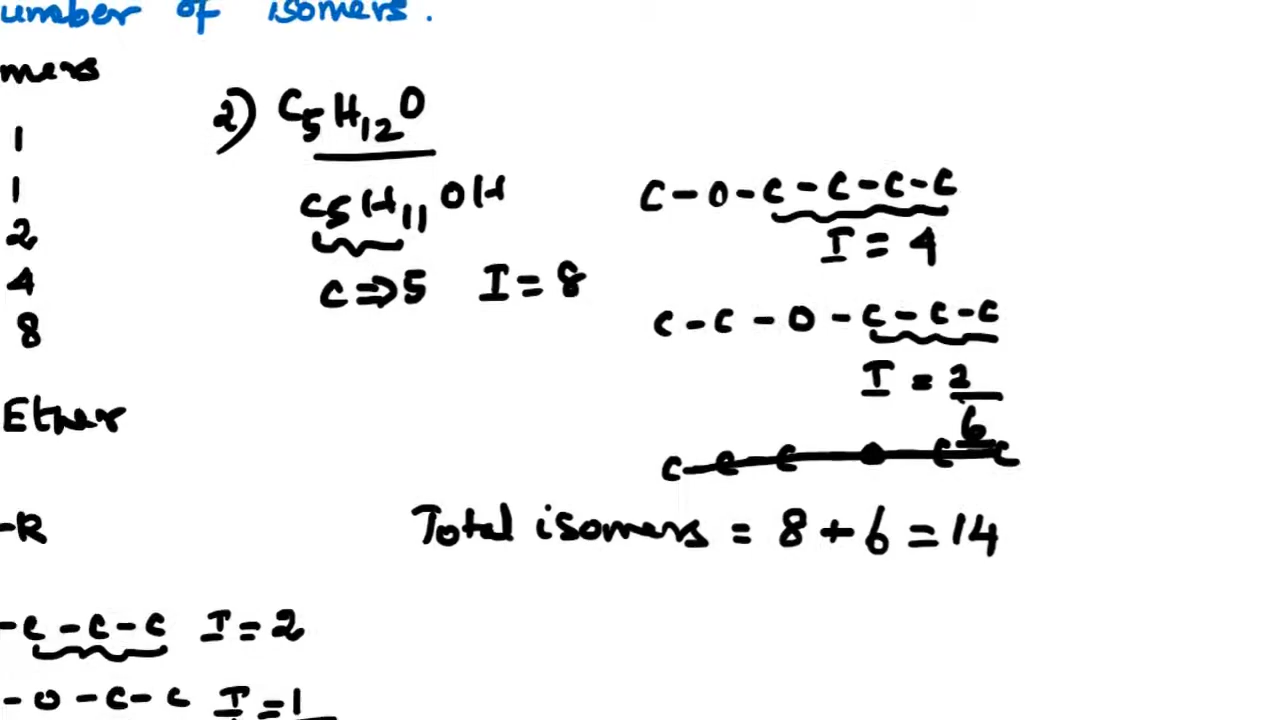 umber of isomers.
mers
1
1
2
4
8
Ether
-R
-C-C-C I=2
-O-C-C I=1
2) C₅H₁₂O
C₅H₁₁OH
C⇒5 I=8
C-O-C-C-C-C
I=4
C-C-O-C-C-C
I=2
6
C-C-C-O-C-C
Total isomers = 8+6=14